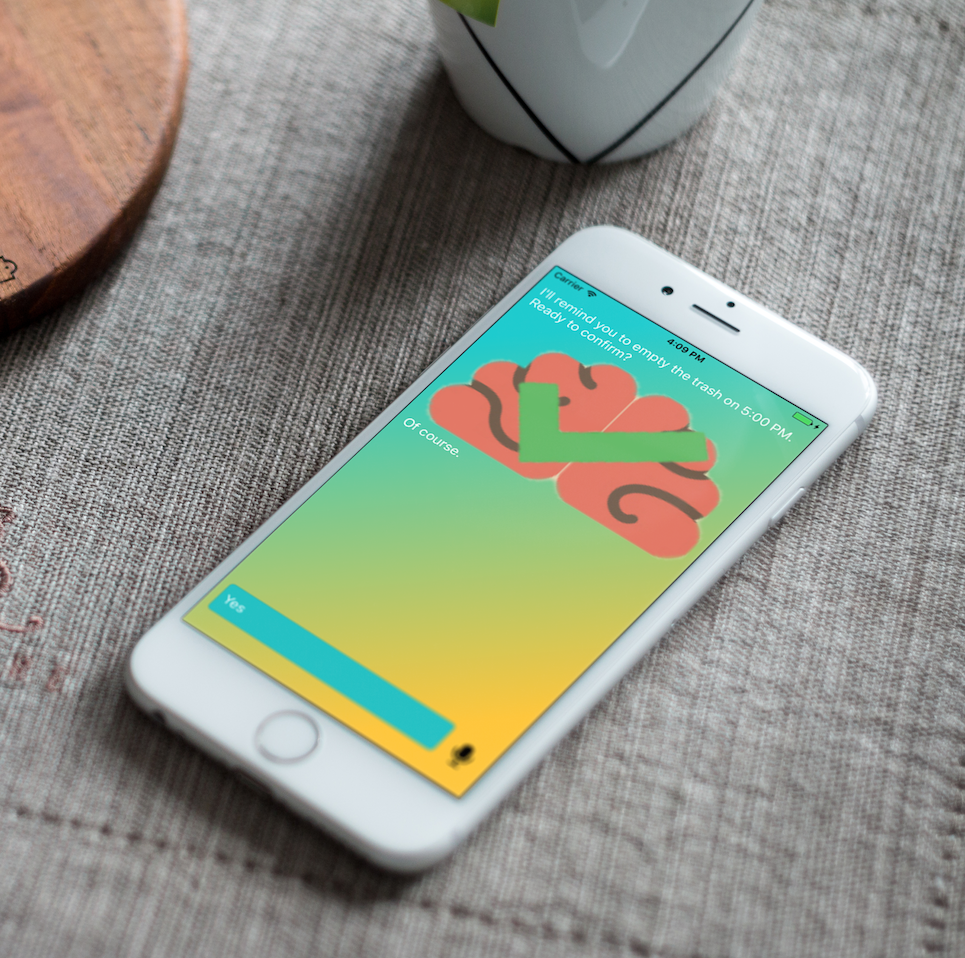 Carrier
4:09 PM
I'll remind you to empty the trash on 5:00 PM.
Ready to confirm?
Of course.
Yes